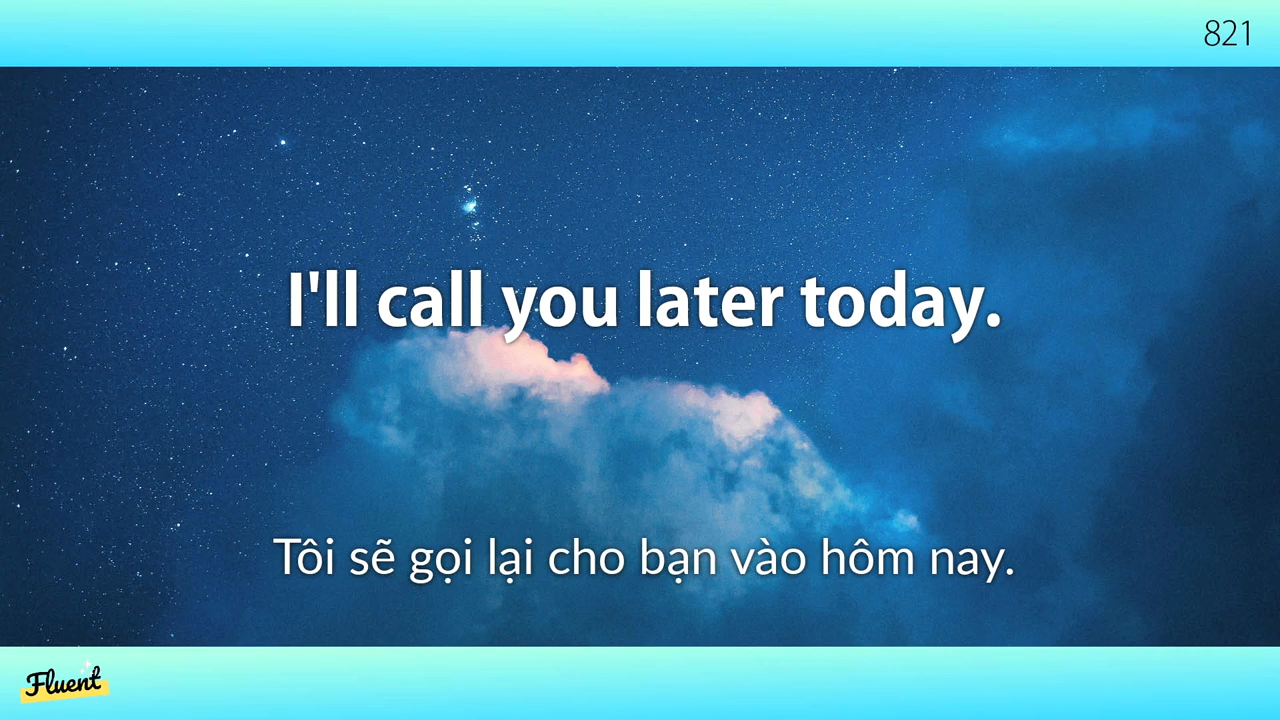 821
I'll call you later today.
Tôi sẽ gọi lại cho bạn vào hôm nay.
Fluent